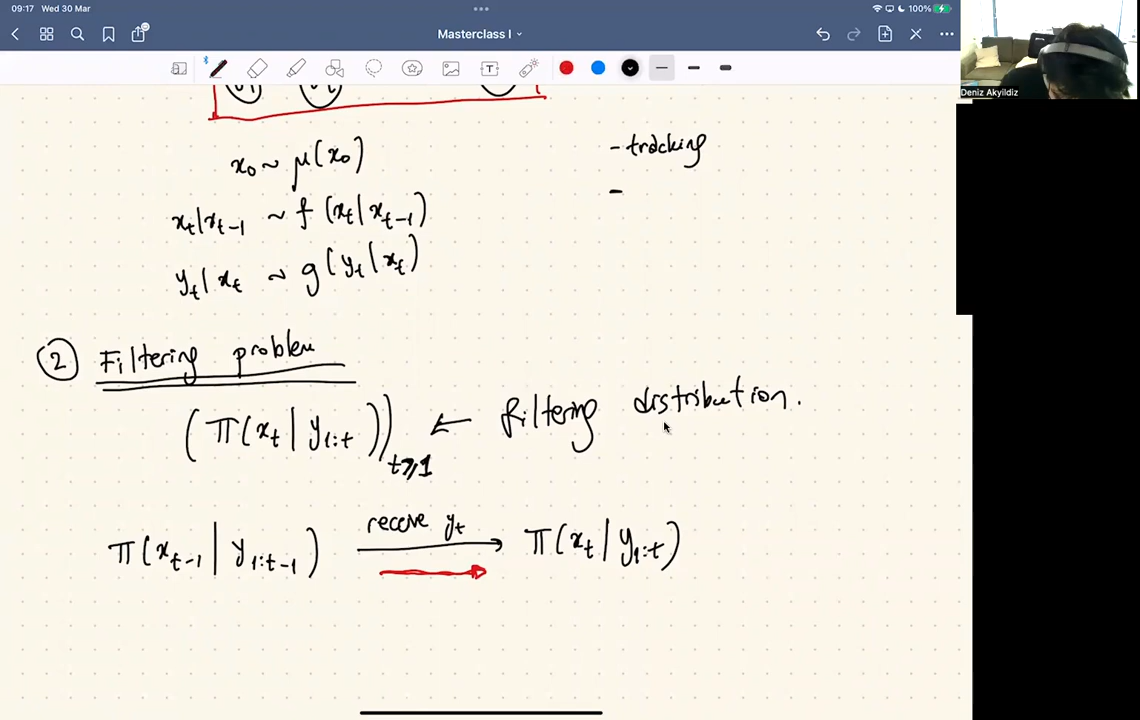 09:17 Wed 30 Mar
100%
Masterclass I
Deniz Akyildiz
x₀ ~ μ(x₀)
- tracking
xₜ|xₜ₋₁ ~ f(xₜ|xₜ₋₁)
-
yₜ|xₜ ~ g(yₜ|xₜ)
② Filtering problem
(π(xₜ|y₁:ₜ))ₜ≥₁ ← filtering distribution.
π(xₜ₋₁|y₁:ₜ₋₁) receive yₜ → π(xₜ|y₁:ₜ)